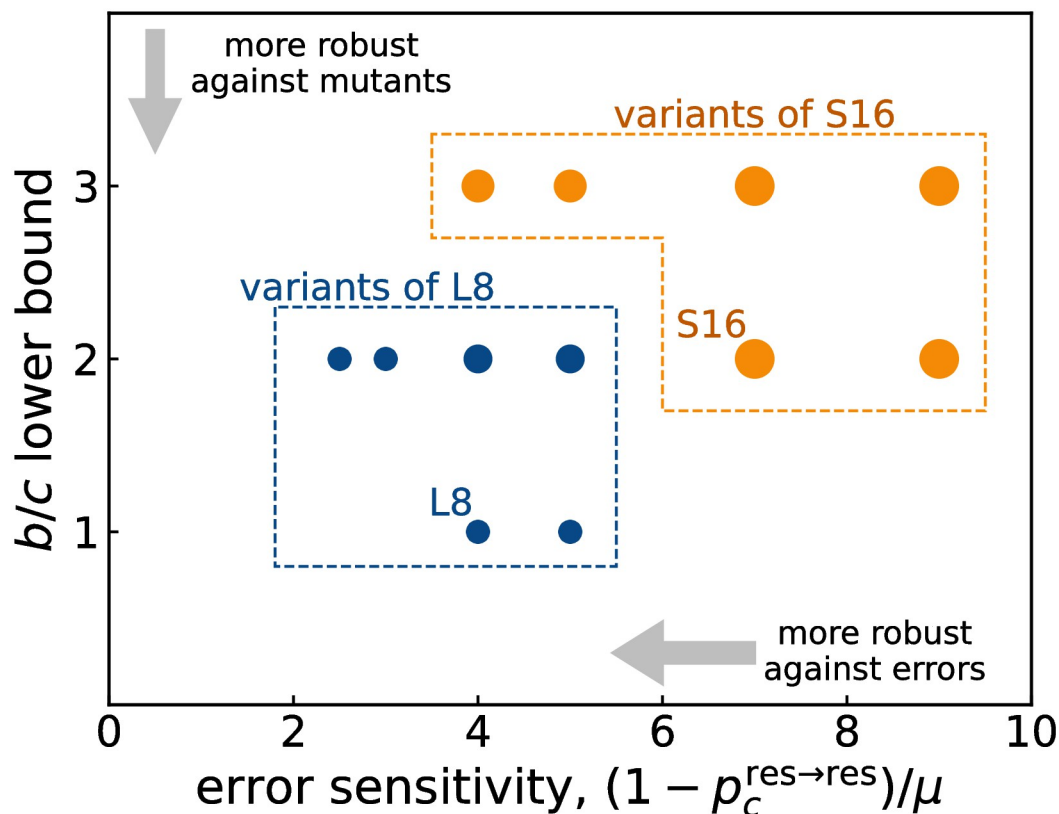 more robust
against mutants
variants of S16
3
variants of L8
S16
2
L8
1
b/c lower bound
more robust
against errors
0 2 4 6 8 10
error sensitivity, (1 − p_c^{res→res})/μ